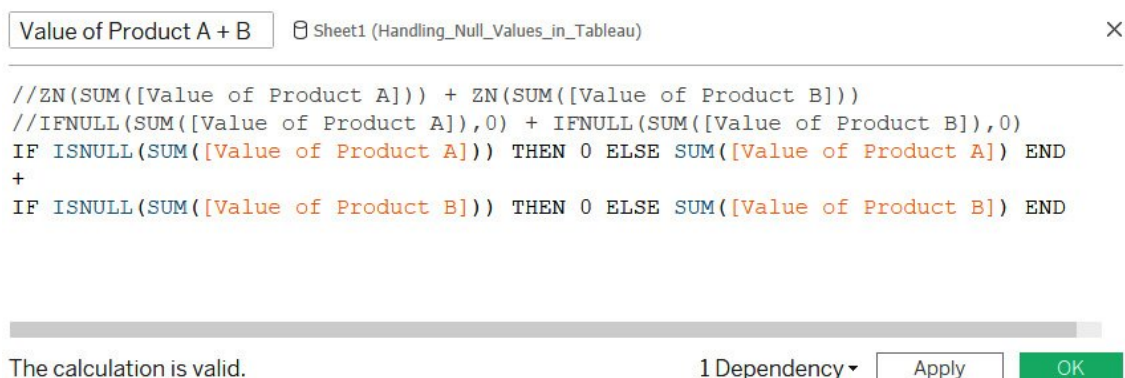 Value of Product A + B Sheet1 (Handling_Null_Values_in_Tableau)
//ZN(SUM([Value of Product A])) + ZN(SUM([Value of Product B]))
//IFNULL(SUM([Value of Product A]),0) + IFNULL(SUM([Value of Product B]),0)
IF ISNULL(SUM([Value of Product A])) THEN 0 ELSE SUM([Value of Product A]) END
+
IF ISNULL(SUM([Value of Product B])) THEN 0 ELSE SUM([Value of Product B]) END
The calculation is valid. 1 Dependency Apply OK